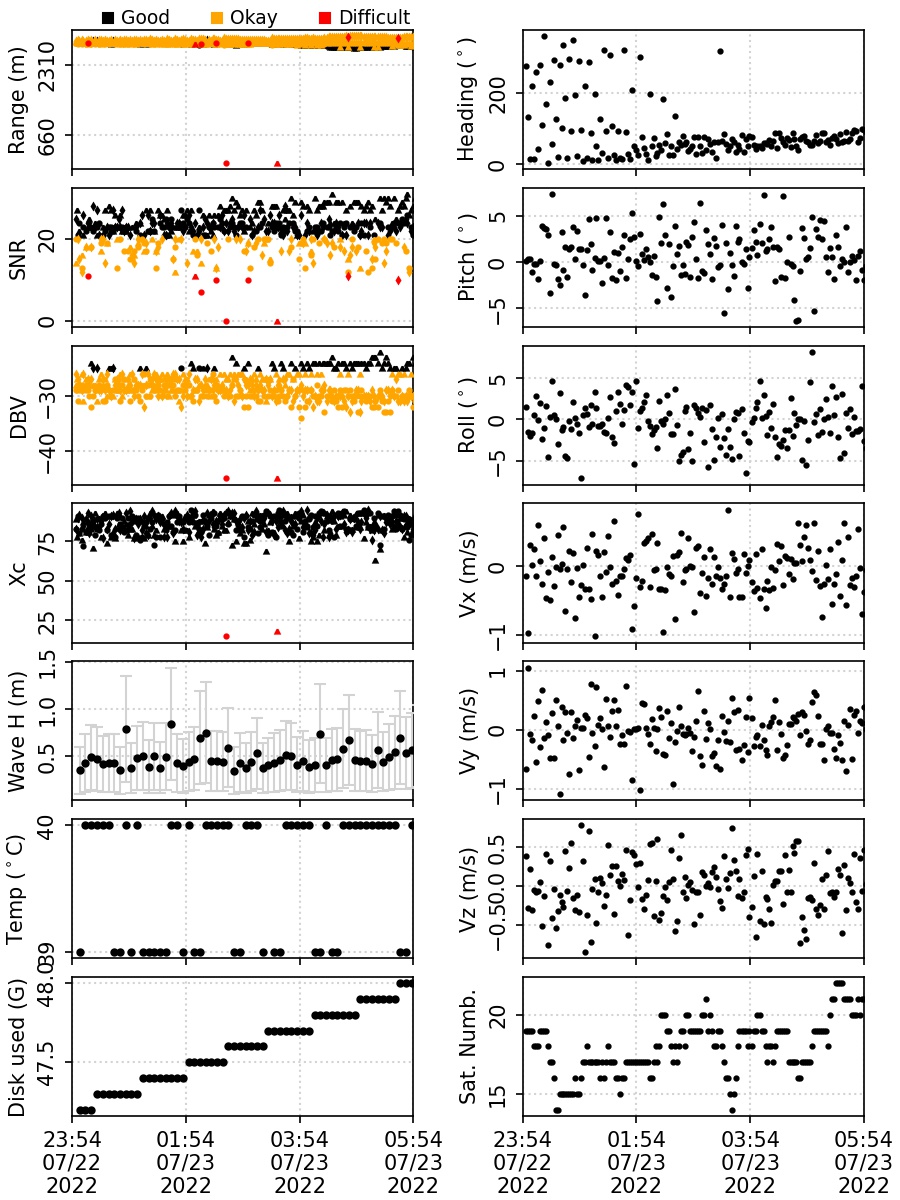 Good Okay Difficult
Range (m)
2310
660
Heading (°)
200
0
SNR
20
0
Pitch (°)
5
0
−5
DBV
−30
−40
Roll (°)
5
0
−5
Xc
75
50
25
Vx (m/s)
0
−1
Wave H (m)
1.5
1.0
0.5
Vy (m/s)
1
0
−1
Temp (°C)
40
39
Vz (m/s)
0.5
0.0
−0.5
Disk used (G)
48.0
47.5
Sat. Numb.
20
15
23:54 01:54 03:54 05:54 23:54 01:54 03:54 05:54
07/22 07/23 07/23 07/23 07/22 07/23 07/23 07/23
2022 2022 2022 2022 2022 2022 2022 2022